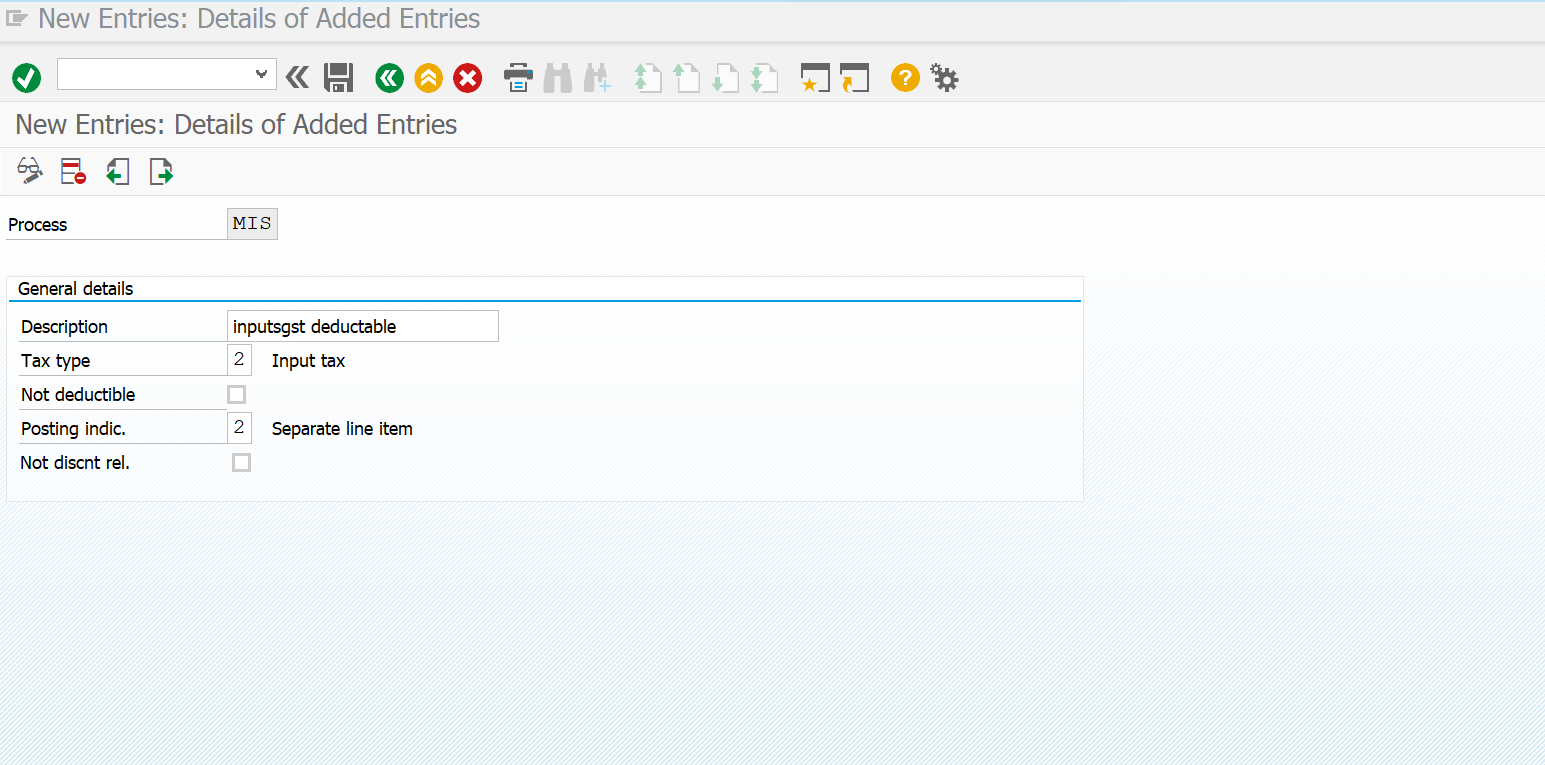 New Entries: Details of Added Entries
New Entries: Details of Added Entries
Process MIS
General details
Description inputsgst deductable
Tax type 2 Input tax
Not deductible
Posting indic. 2 Separate line item
Not discnt rel.